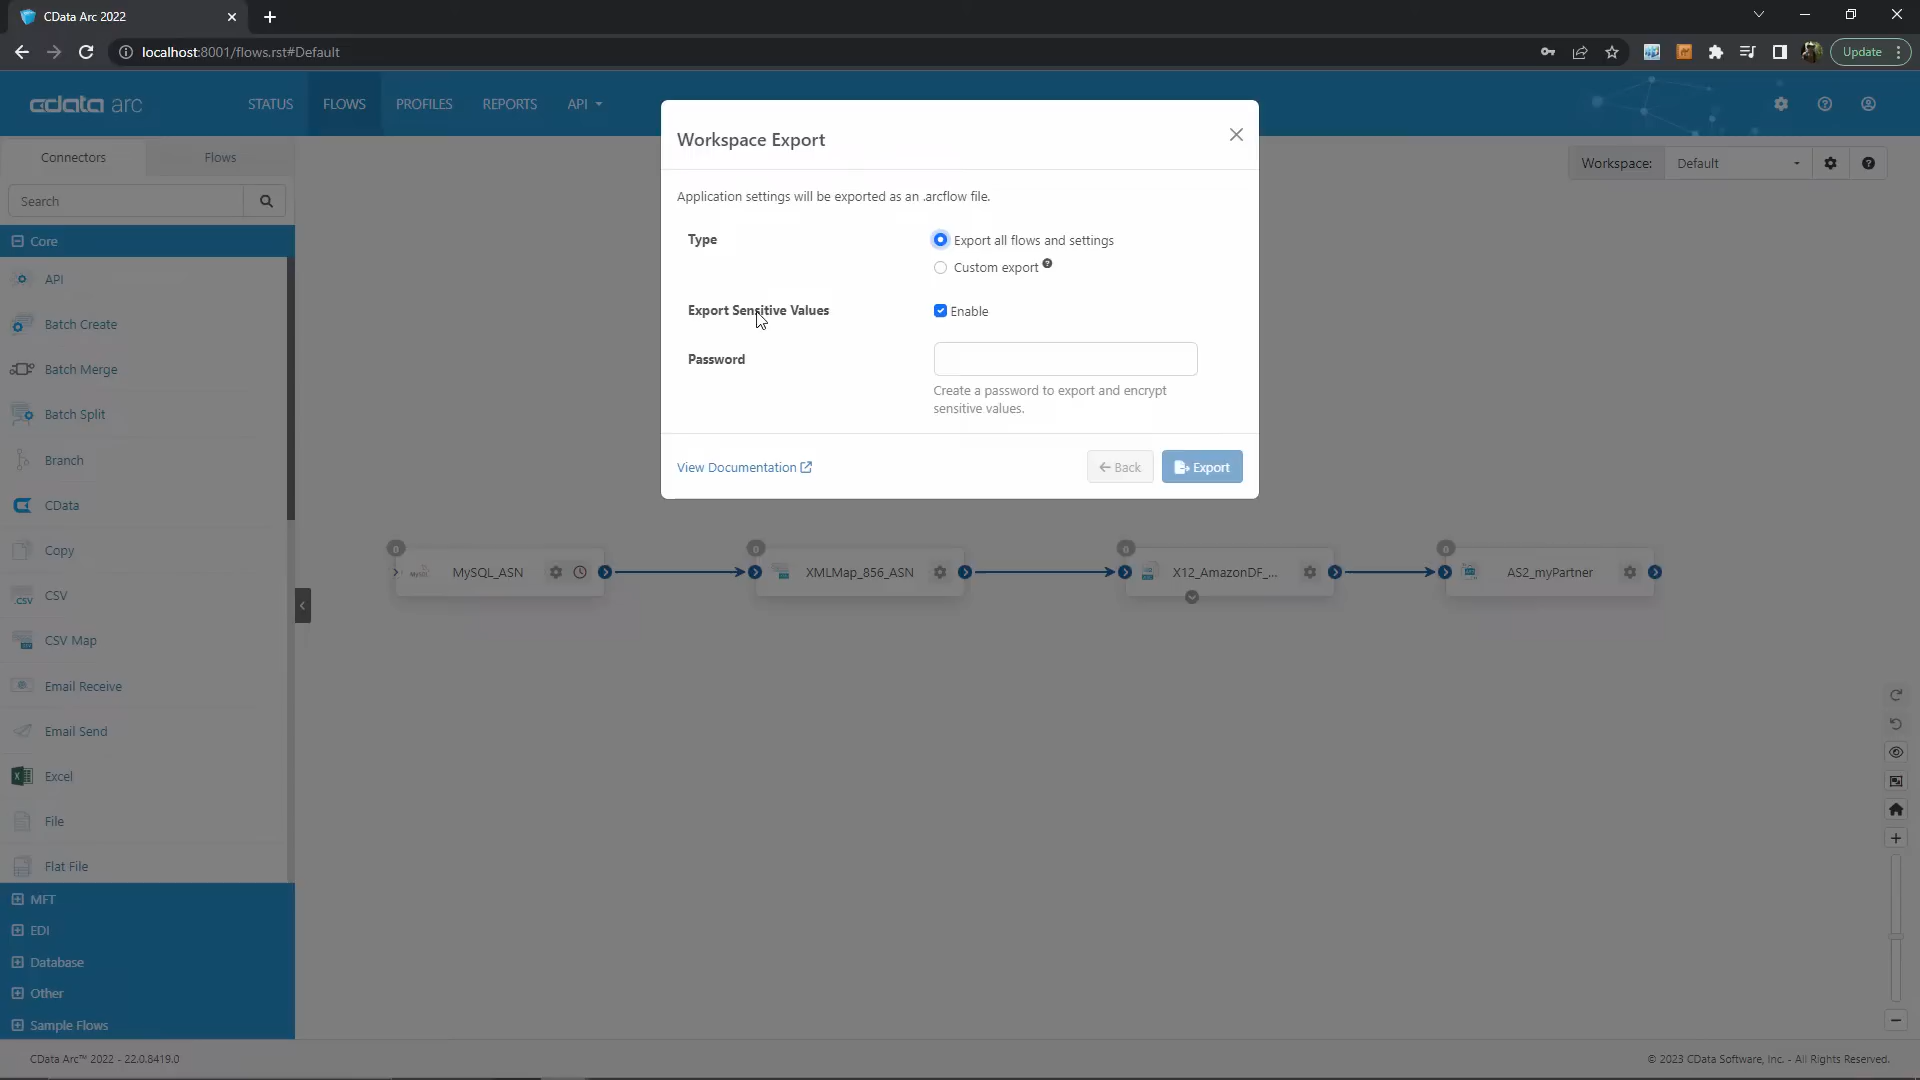 CData Arc 2022
localhost:8001/flows.rst#Default
Update
cdata arc
STATUS
FLOWS
PROFILES
REPORTS
API
Connectors
Flows
Workspace:
Default
Search
Core
API
Batch Create
Batch Merge
Batch Split
Branch
CData
Copy
CSV
CSV Map
Email Receive
Email Send
Excel
File
Flat File
MFT
EDI
Database
Other
Sample Flows
Workspace Export
Application settings will be exported as an .arcflow file.
Type
Export all flows and settings
Custom export
Export Sensitive Values
Enable
Password
Create a password to export and encrypt
sensitive values.
View Documentation
Back
Export
0
MySQL_ASN
0
XMLMap_856_ASN
0
X12_AmazonDF_...
0
AS2_myPartner
CData Arc™ 2022 - 22.0.8419.0
© 2023 CData Software, Inc. - All Rights Reserved.